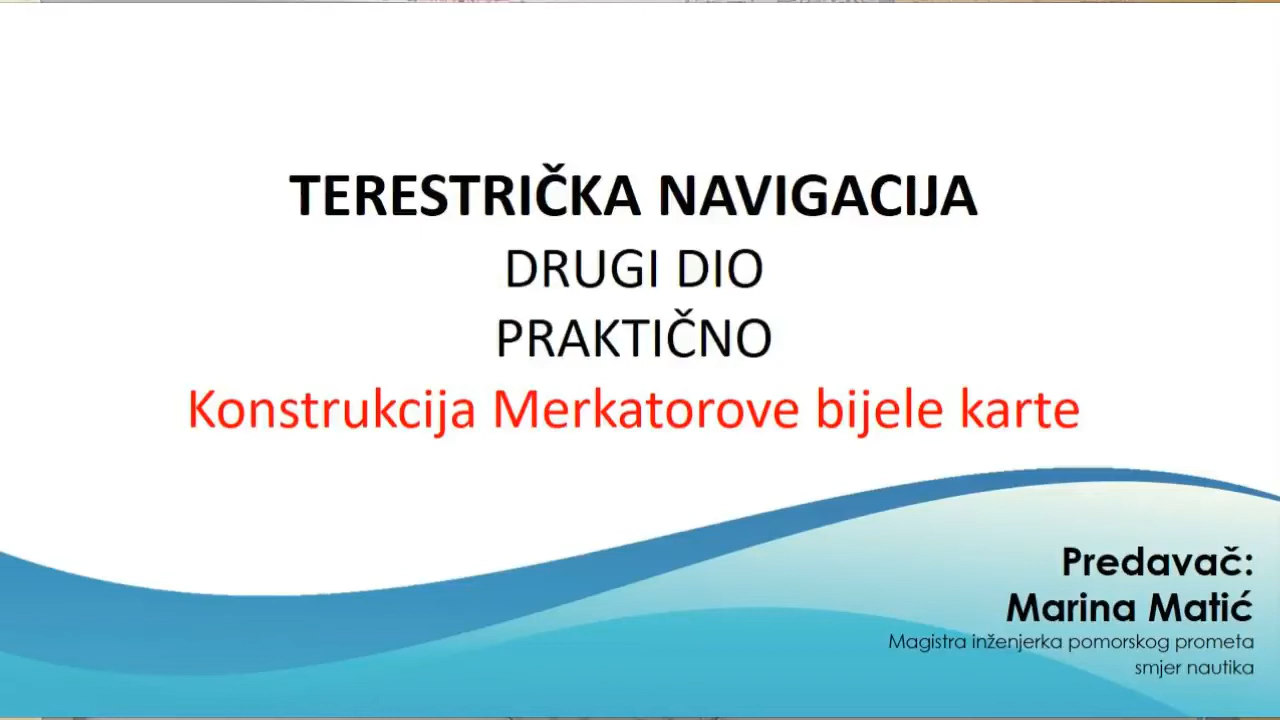 TERESTRIČKA NAVIGACIJA
DRUGI DIO
PRAKTIČNO
Konstrukcija Merkatorove bijele karte
Predavač:
Marina Matić
Magistra inženjerka pomorskog prometa
smjer nautika